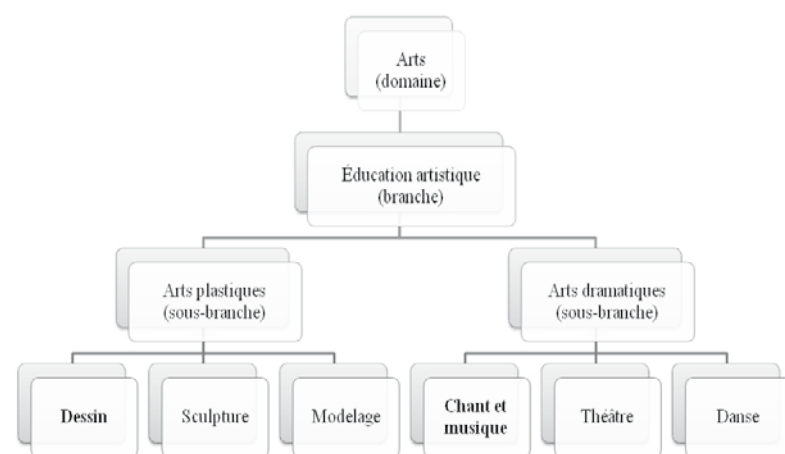 Arts
(domaine)
Éducation artistique
(branche)
Arts plastiques
(sous-branche)
Arts dramatiques
(sous-branche)
Dessin
Sculpture
Modelage
Chant et
musique
Théâtre
Danse